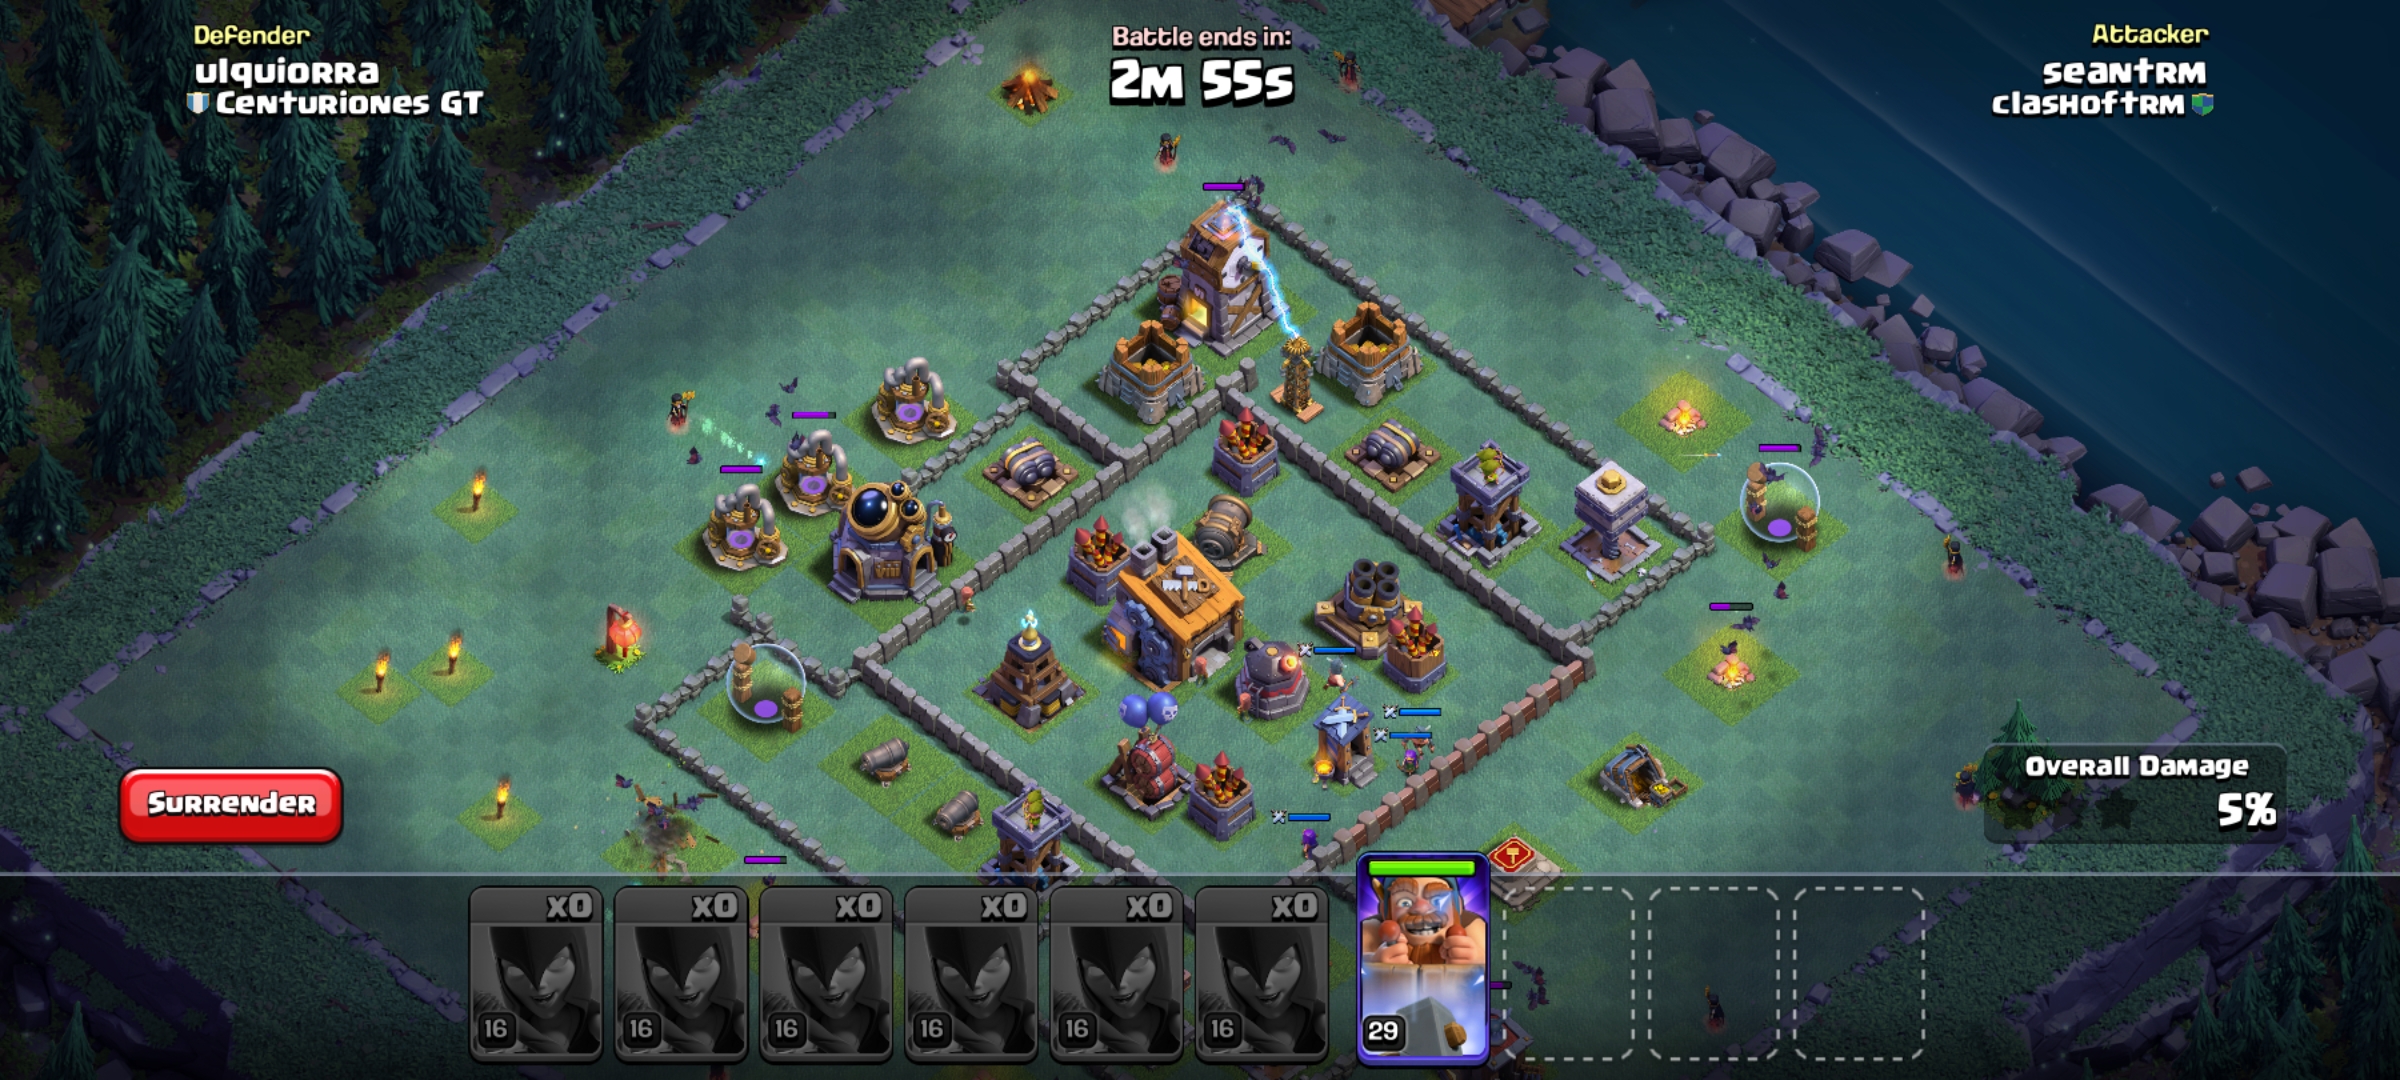 Defender
ulquiorra
Centuriones GT
Battle ends in:
2M 55s
Attacker
seantrm
clashoftrm
Surrender
Overall Damage
5%
x0
x0
x0
x0
x0
x0
16
16
16
16
16
16
29
VIII